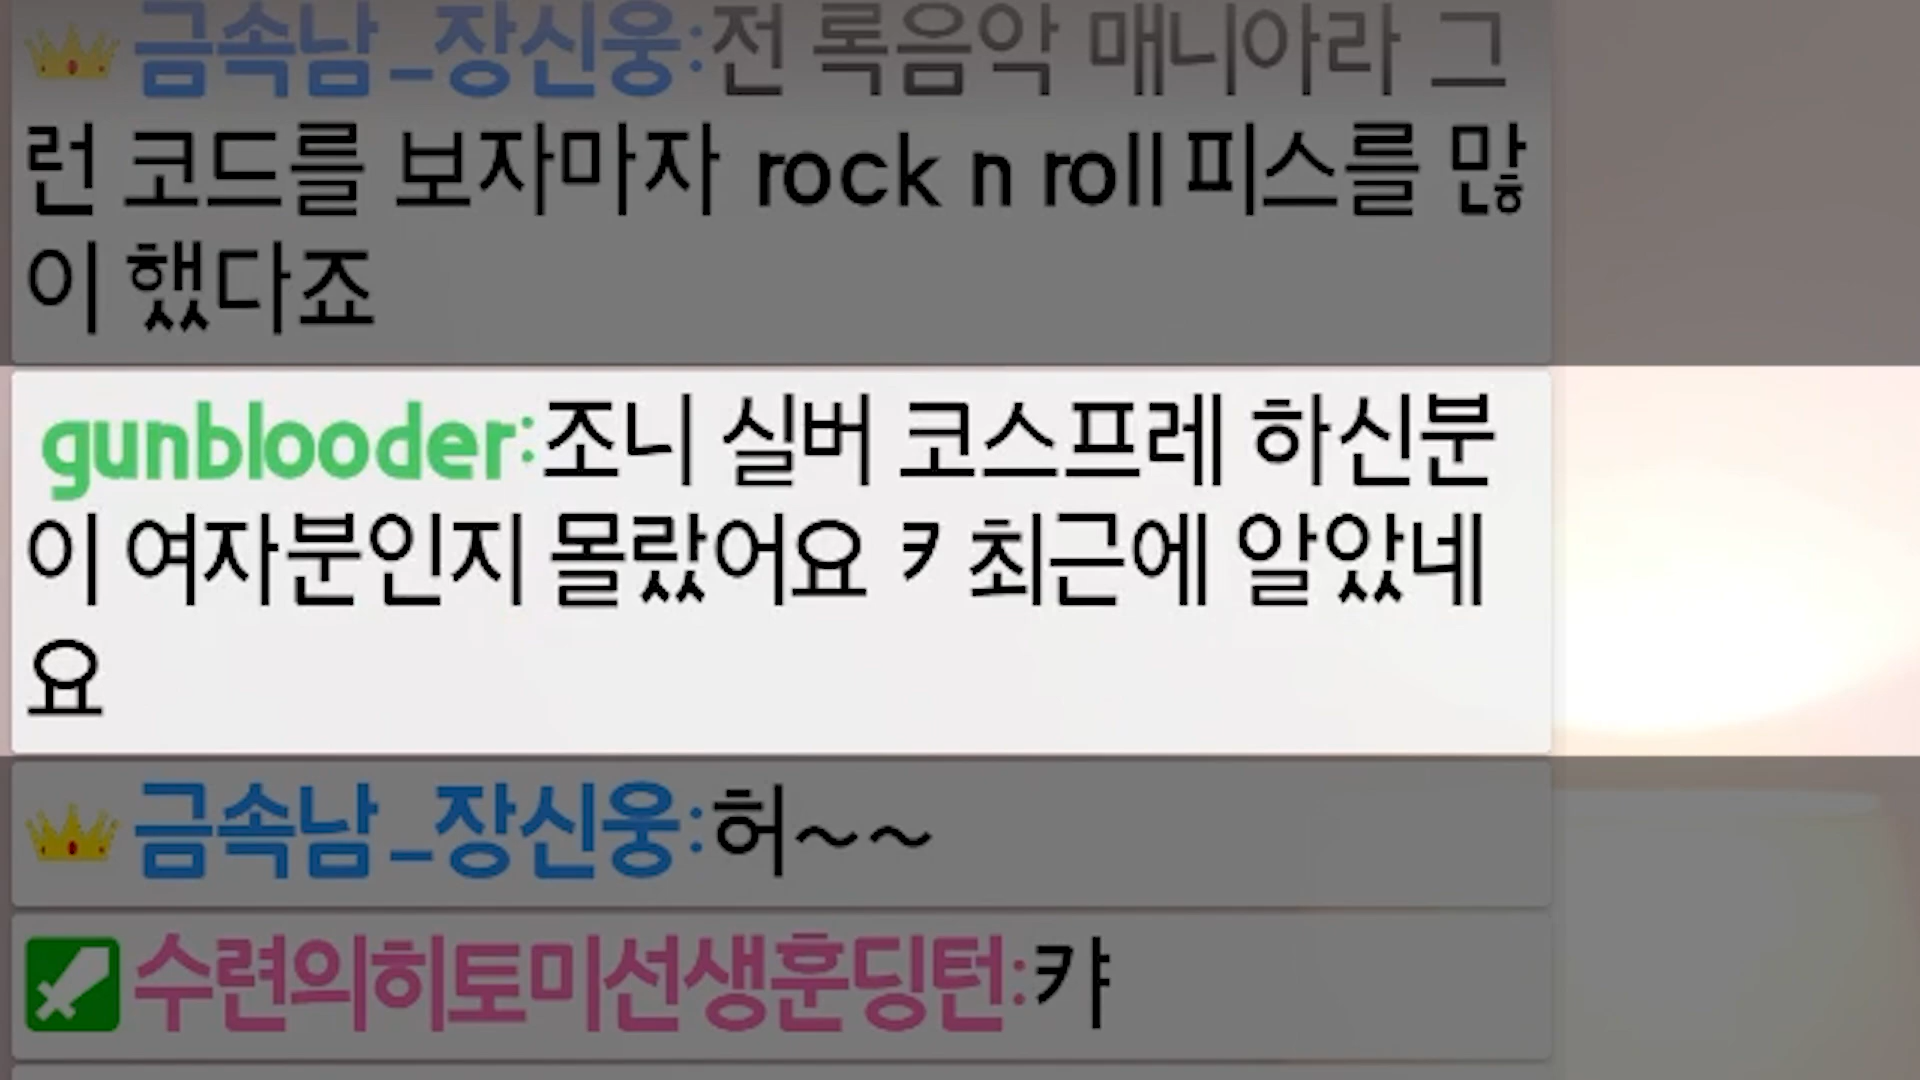 금속남_장신웅:전 록음악 매니아라 그
런 코드를 보자마자 rock n roll 피스를 많
이 했다죠
gunblooder:조니 실버 코스프레 하신분
이 여자분인지 몰랐어요 ㅋ 최근에 알았네
요
금속남_장신웅:허~~
수련의히토미선생훈딩턴:캬